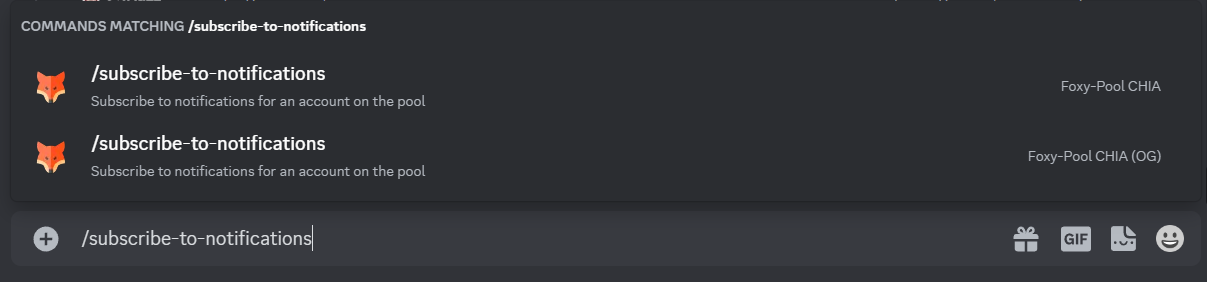 COMMANDS MATCHING /subscribe-to-notifications
/subscribe-to-notifications
Subscribe to notifications for an account on the pool
Foxy-Pool CHIA
/subscribe-to-notifications
Subscribe to notifications for an account on the pool
Foxy-Pool CHIA (OG)
/subscribe-to-notifications
GIF